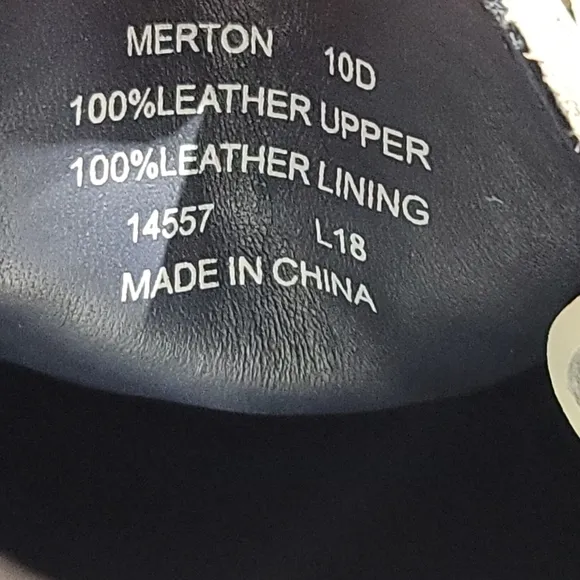 MERTON 10D
100%LEATHER UPPER
100%LEATHER LINING
14557 L18
MADE IN CHINA